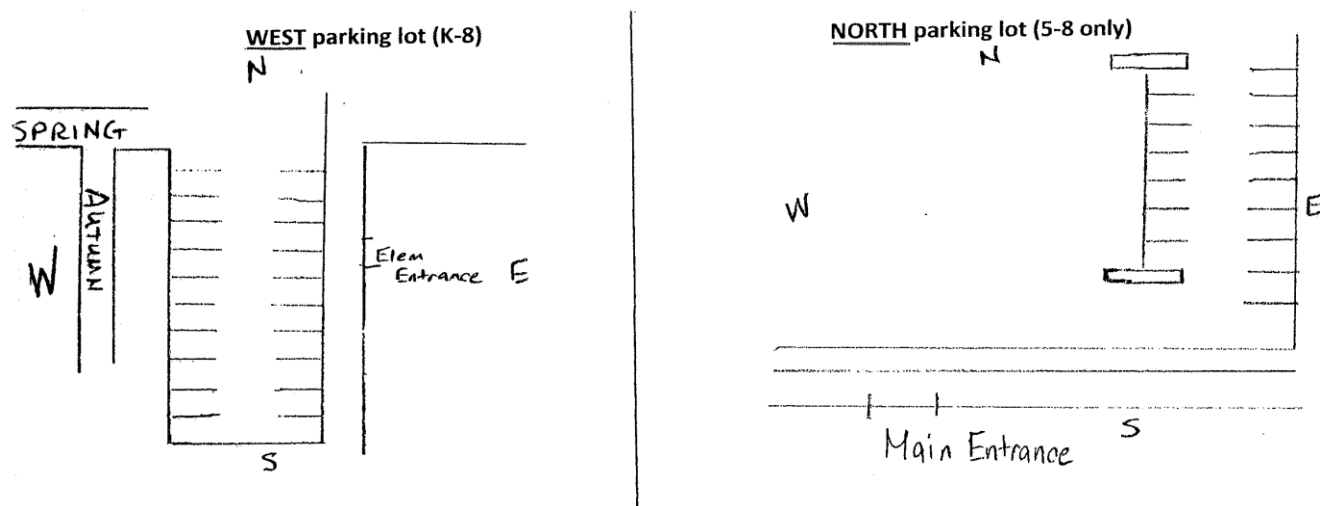 WEST parking lot (K-8)
N
SPRING
AUTUMN
W
Elem
Entrance
E
S
NORTH parking lot (5-8 only)
N
W
E
S
Main Entrance